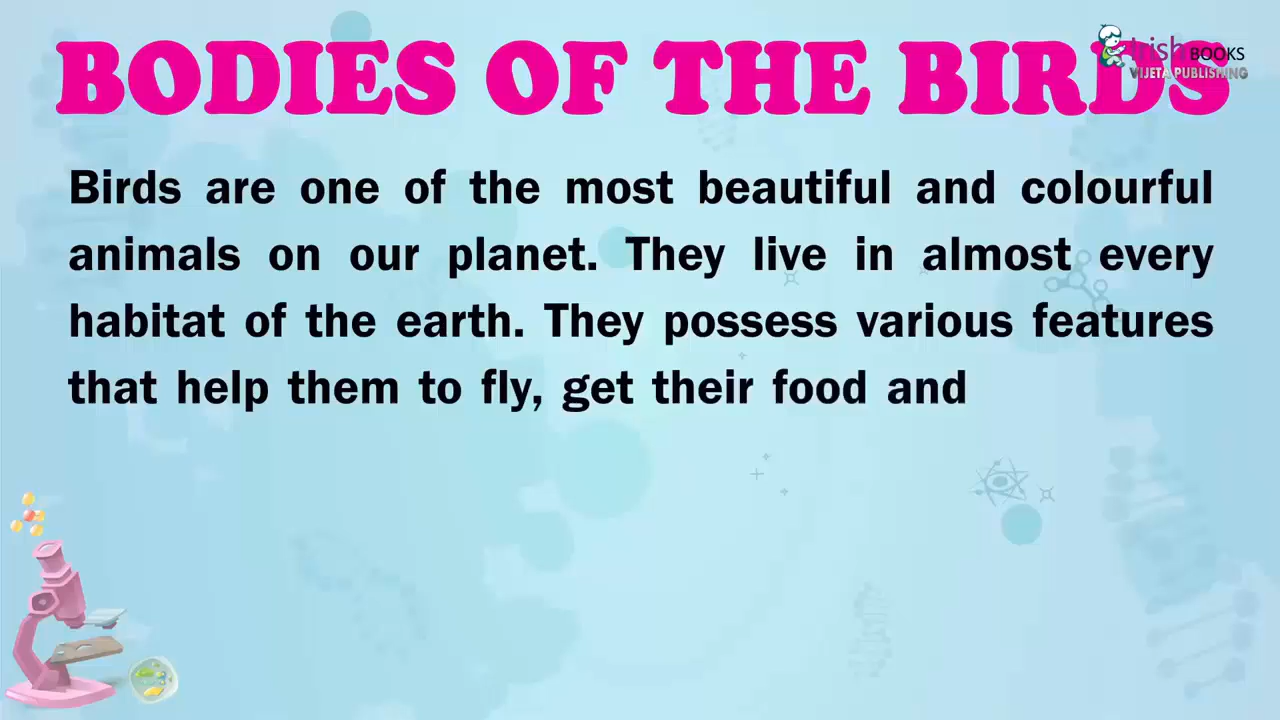 BODIES OF THE BIRDS
Irish BOOKS
VIJETA PUBLISHING
Birds are one of the most beautiful and colourful
animals on our planet. They live in almost every
habitat of the earth. They possess various features
that help them to fly, get their food and